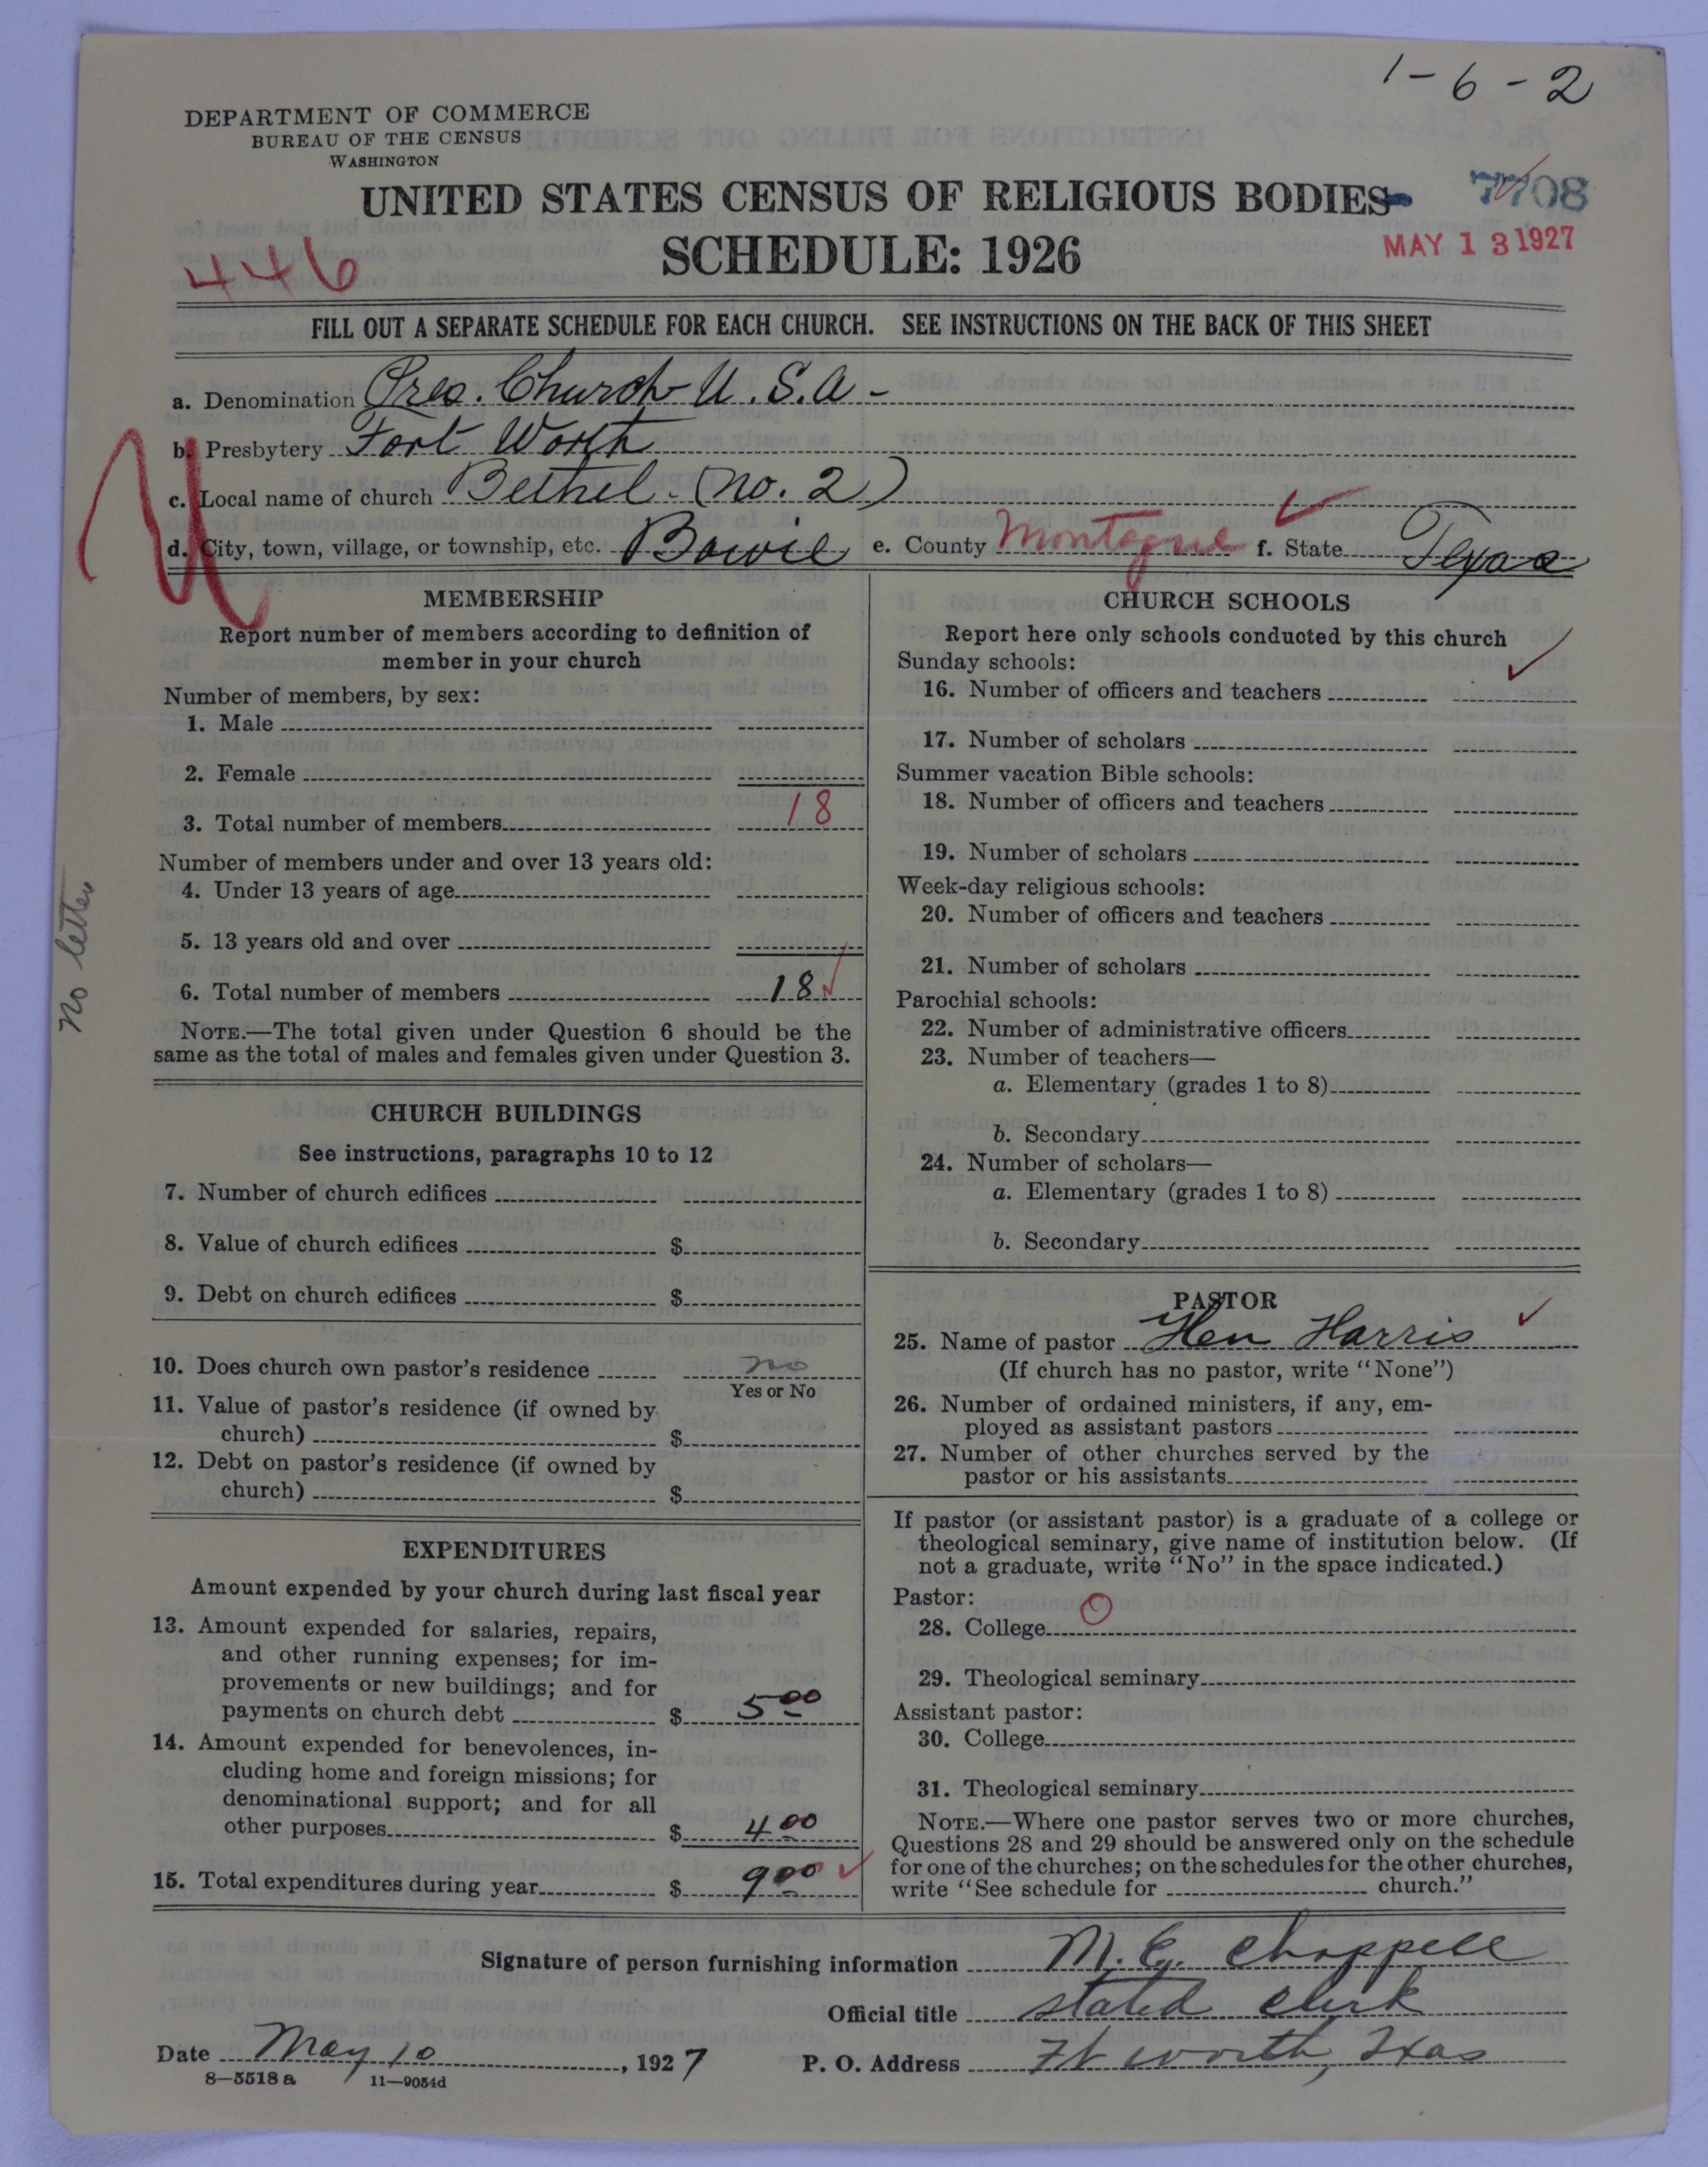 1-6-2
DEPARTMENT OF COMMERCE
BUREAU OF THE CENSUS
WASHINGTON
UNITED STATES CENSUS OF RELIGIOUS BODIES
7708
SCHEDULE: 1926
MAY 13 1927
446
FILL OUT A SEPARATE SCHEDULE FOR EACH CHURCH. SEE INSTRUCTIONS ON THE BACK OF THIS SHEET
a. Denomination Pres. Church U.S.A-
b. Presbytery Fort Worth
c. Local name of church Bethel-(no. 2)
d. City, town, village, or township, etc. Bowie e. County Montague f. State Texas
MEMBERSHIP
Report number of members according to definition of
member in your church
Number of members, by sex:
1. Male
2. Female
3. Total number of members 18
Number of members under and over 13 years old:
4. Under 13 years of age
5. 13 years old and over
6. Total number of members 18
NOTE.—The total given under Question 6 should be the
same as the total of males and females given under Question 3.
No letter
CHURCH BUILDINGS
See instructions, paragraphs 10 to 12
7. Number of church edifices
8. Value of church edifices $
9. Debt on church edifices $
10. Does church own pastor's residence no
Yes or No
11. Value of pastor's residence (if owned by
church) $
12. Debt on pastor's residence (if owned by
church) $
EXPENDITURES
Amount expended by your church during last fiscal year
13. Amount expended for salaries, repairs,
and other running expenses; for im-
provements or new buildings; and for
payments on church debt $ 5 00
14. Amount expended for benevolences, in-
cluding home and foreign missions; for
denominational support; and for all
other purposes $ 4 00
15. Total expenditures during year $ 9 00
CHURCH SCHOOLS
Report here only schools conducted by this church
Sunday schools:
16. Number of officers and teachers
17. Number of scholars
Summer vacation Bible schools:
18. Number of officers and teachers
19. Number of scholars
Week-day religious schools:
20. Number of officers and teachers
21. Number of scholars
Parochial schools:
22. Number of administrative officers
23. Number of teachers—
a. Elementary (grades 1 to 8)
b. Secondary
24. Number of scholars—
a. Elementary (grades 1 to 8)
b. Secondary
PASTOR
25. Name of pastor Harris
(If church has no pastor, write "None")
26. Number of ordained ministers, if any, em-
ployed as assistant pastors
27. Number of other churches served by the
pastor or his assistants
If pastor (or assistant pastor) is a graduate of a college or
theological seminary, give name of institution below. (If
not a graduate, write "No" in the space indicated.)
Pastor:
28. College O
29. Theological seminary
Assistant pastor:
30. College
31. Theological seminary
NOTE.—Where one pastor serves two or more churches,
Questions 28 and 29 should be answered only on the schedule
for one of the churches; on the schedules for the other churches,
write "See schedule for church."
Signature of person furnishing information M. E. Chappell
Official title stated clerk
Date May 10, 1927 P. O. Address Ft worth, Texas
8—5518 a 11—9054d